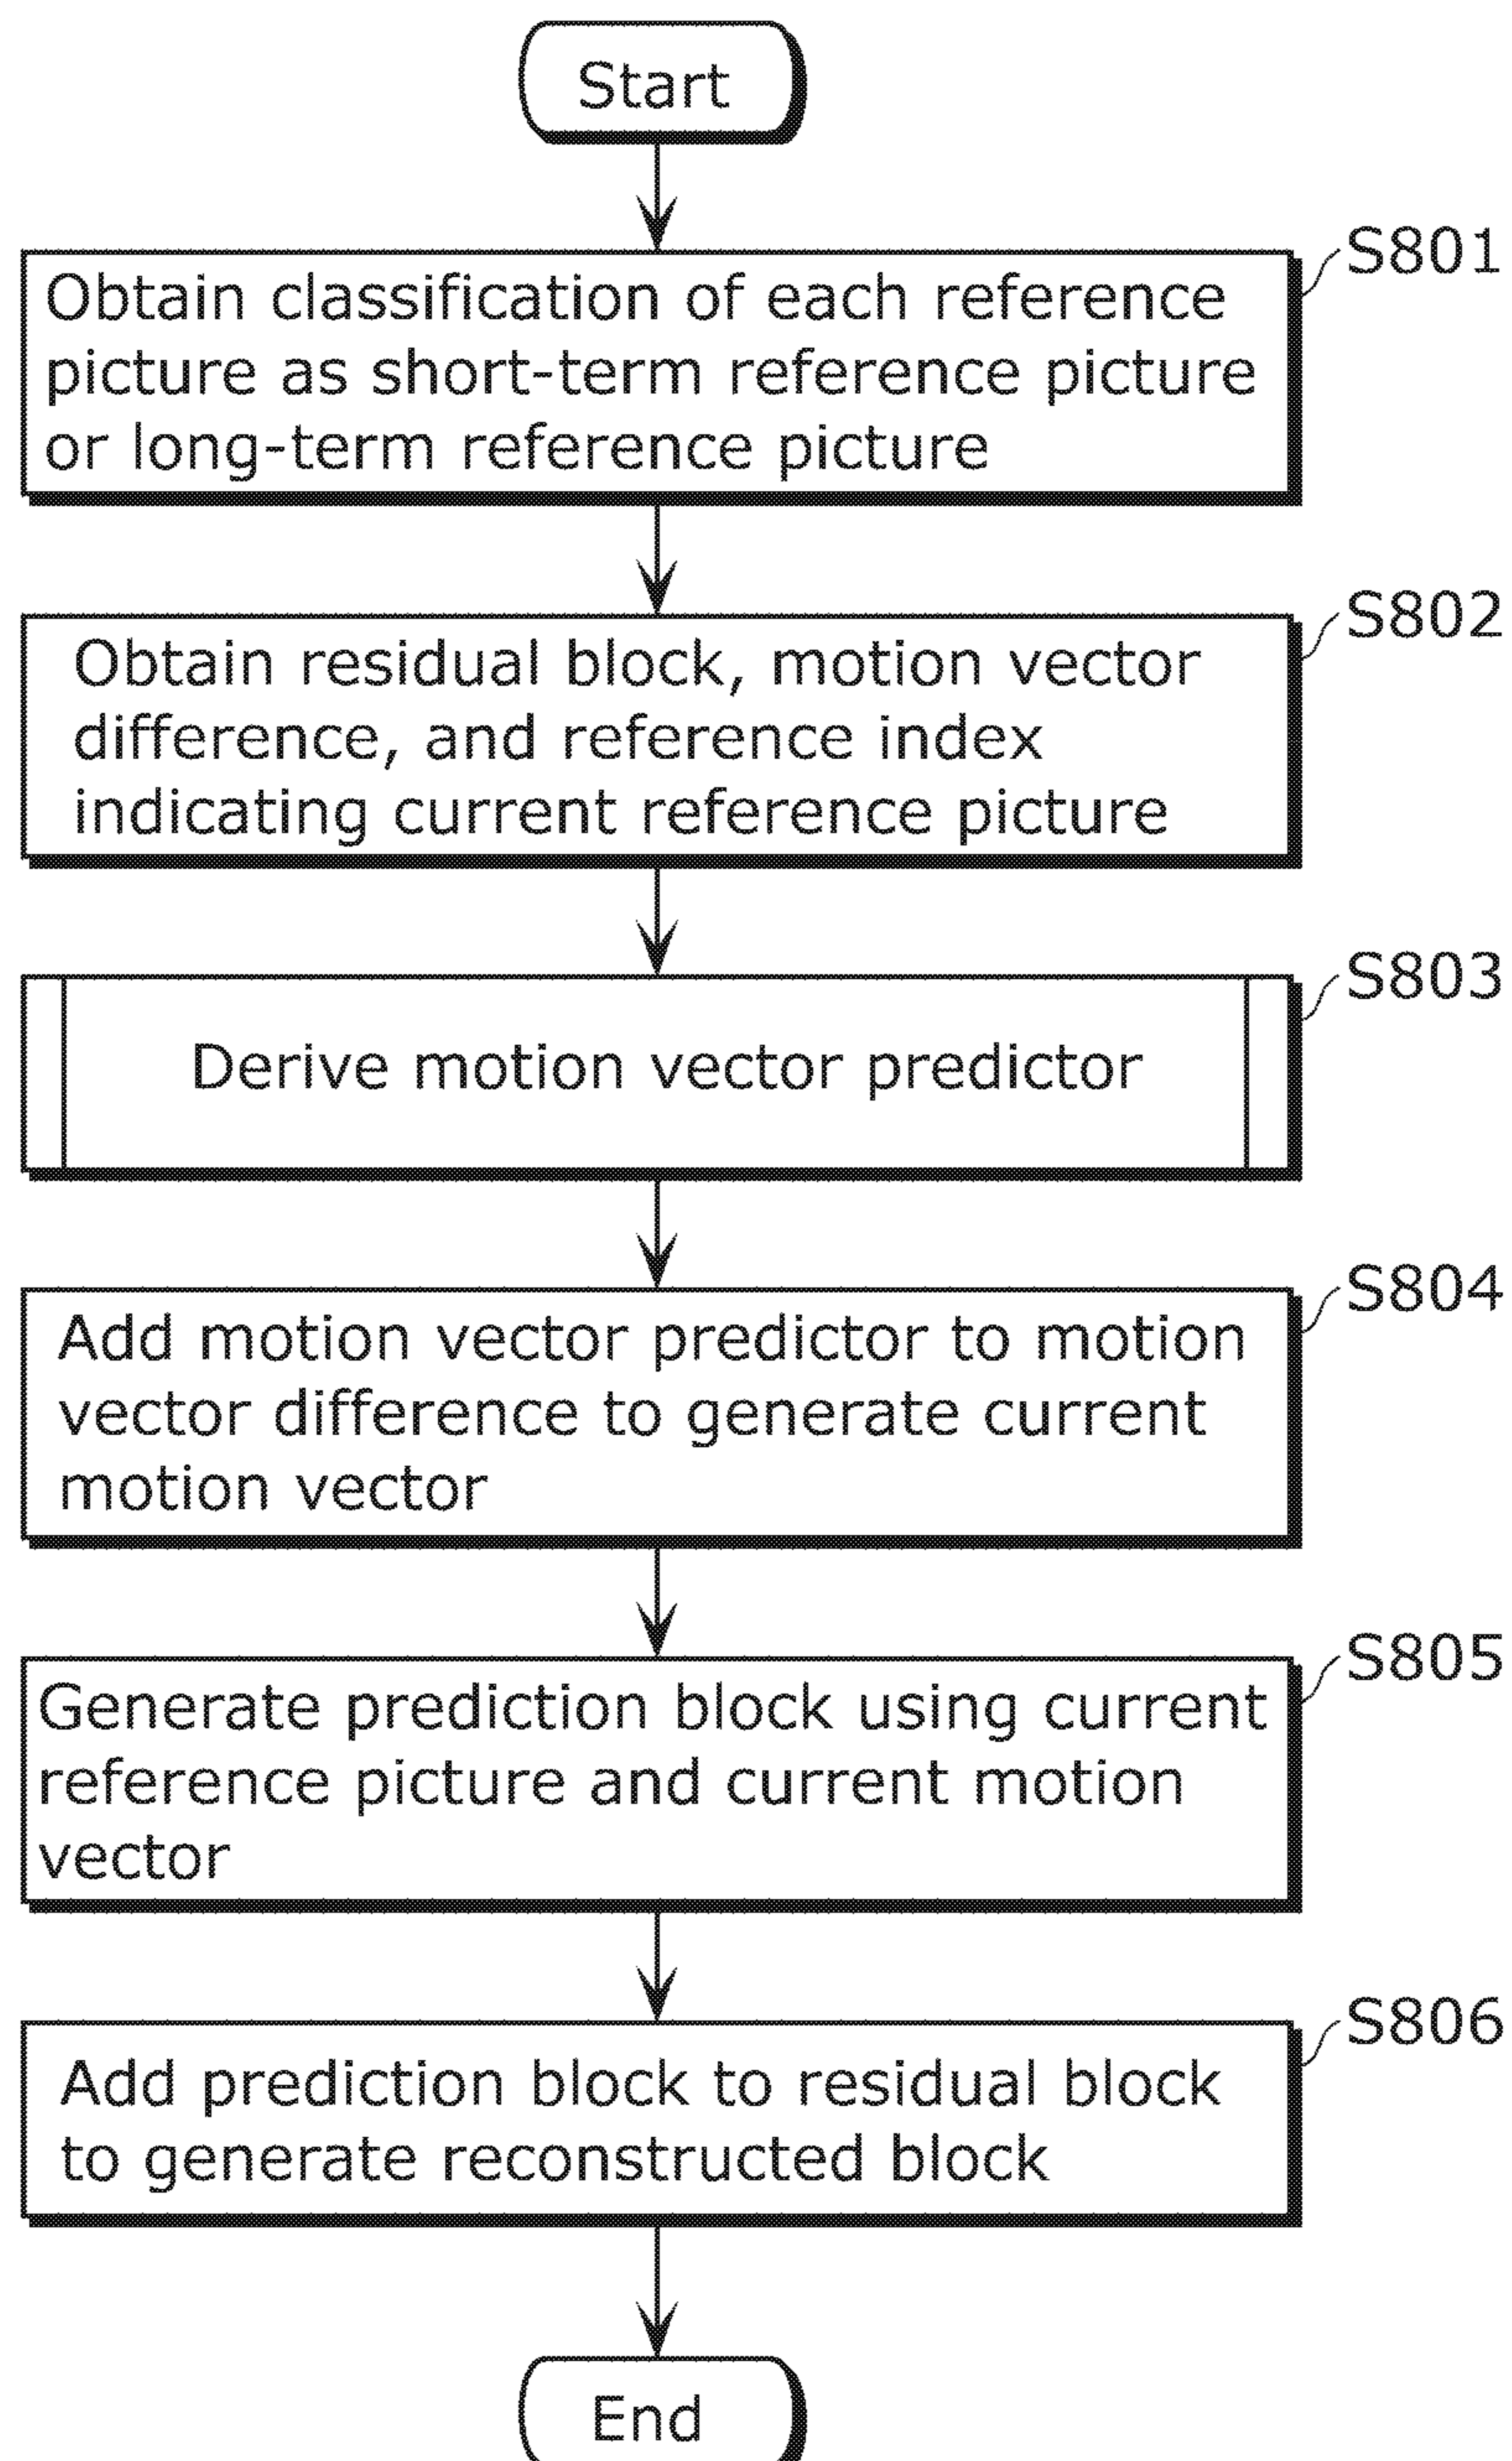 Start
S801
Obtain classification of each reference
picture as short-term reference picture
or long-term reference picture
S802
Obtain residual block, motion vector
difference, and reference index
indicating current reference picture
S803
Derive motion vector predictor
S804
Add motion vector predictor to motion
vector difference to generate current
motion vector
S805
Generate prediction block using current
reference picture and current motion
vector
S806
Add prediction block to residual block
to generate reconstructed block
End